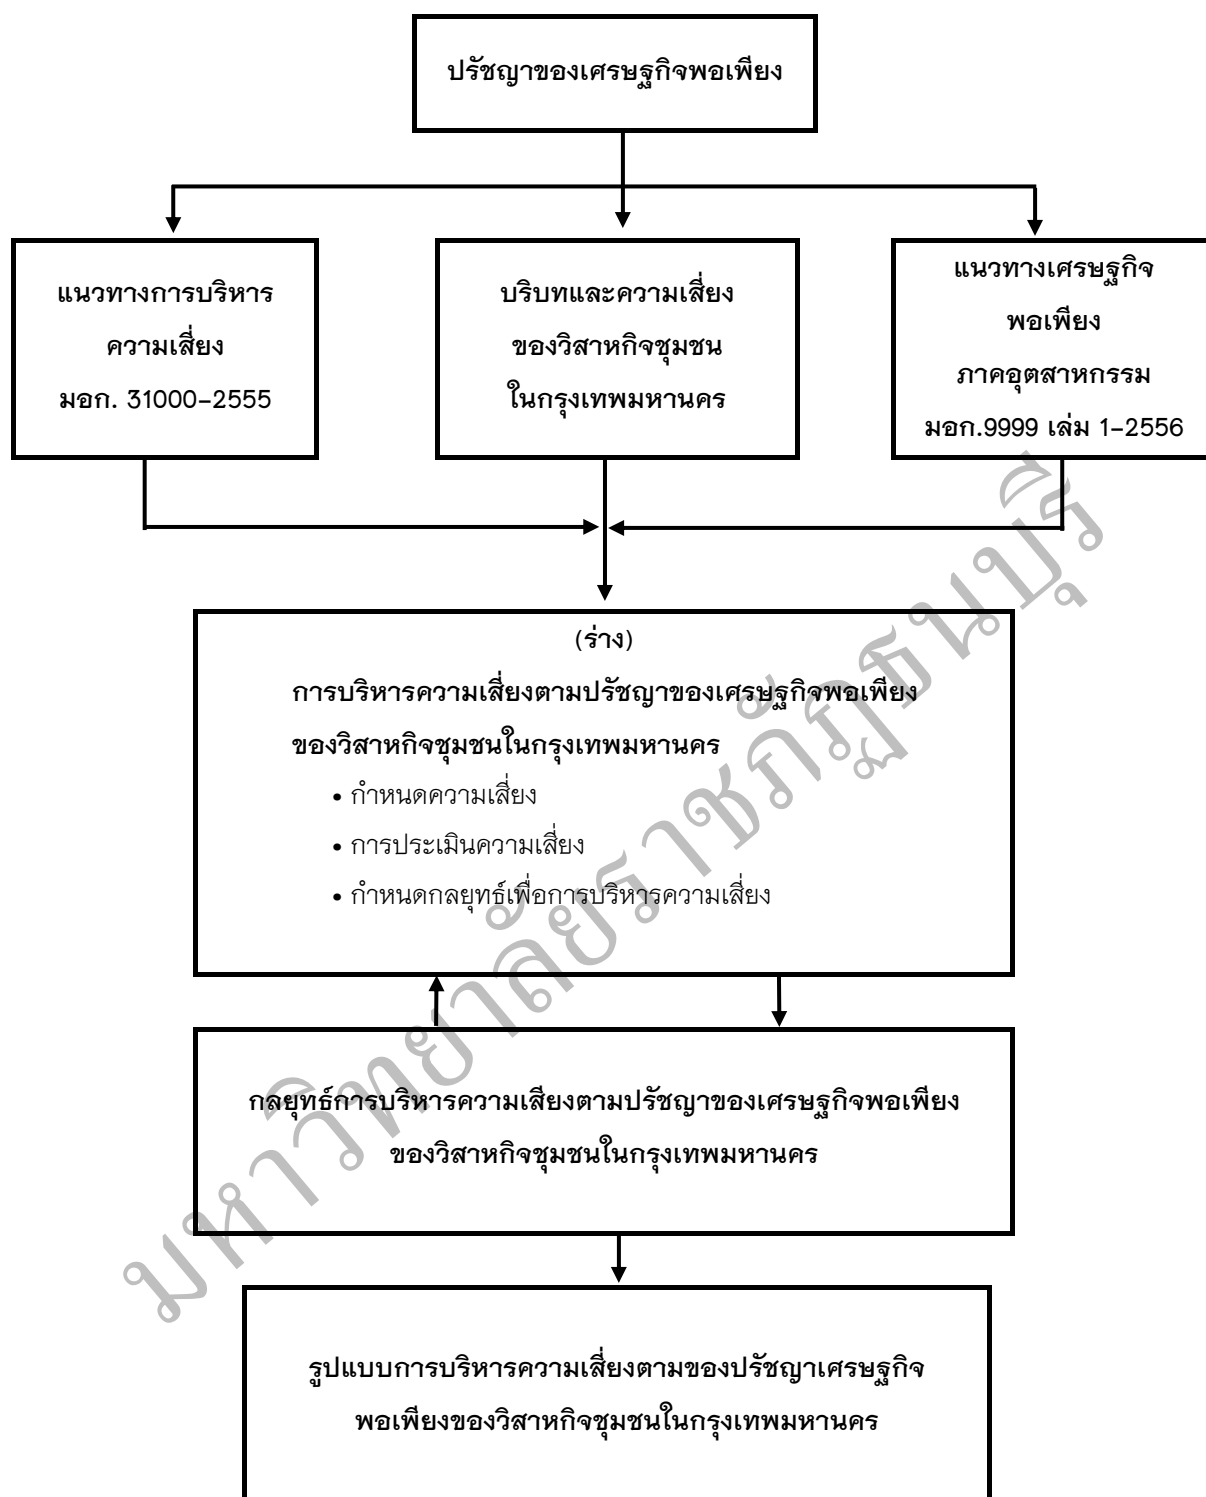 ปรัชญาของเศรษฐกิจพอเพียง
แนวทางการบริหาร
ความเสี่ยง
มอก. 31000-2555
บริบทและความเสี่ยง
ของวิสาหกิจชุมชน
ในกรุงเทพมหานคร
แนวทางเศรษฐกิจ
พอเพียง
ภาคอุตสาหกรรม
มอก.9999 เล่ม 1-2556
(ร่าง)
การบริหารความเสี่ยงตามปรัชญาของเศรษฐกิจพอเพียง
ของวิสาหกิจชุมชนในกรุงเทพมหานคร
• กำหนดความเสี่ยง
• การประเมินความเสี่ยง
• กำหนดกลยุทธ์เพื่อการบริหารความเสี่ยง
กลยุทธ์การบริหารความเสียงตามปรัชญาของเศรษฐกิจพอเพียง
ของวิสาหกิจชุมชนในกรุงเทพมหานคร
รูปแบบการบริหารความเสี่ยงตามของปรัชญาเศรษฐกิจ
พอเพียงของวิสาหกิจชุมชนในกรุงเทพมหานคร
มหาวิทยาลัยราชภัฏธนบุรี